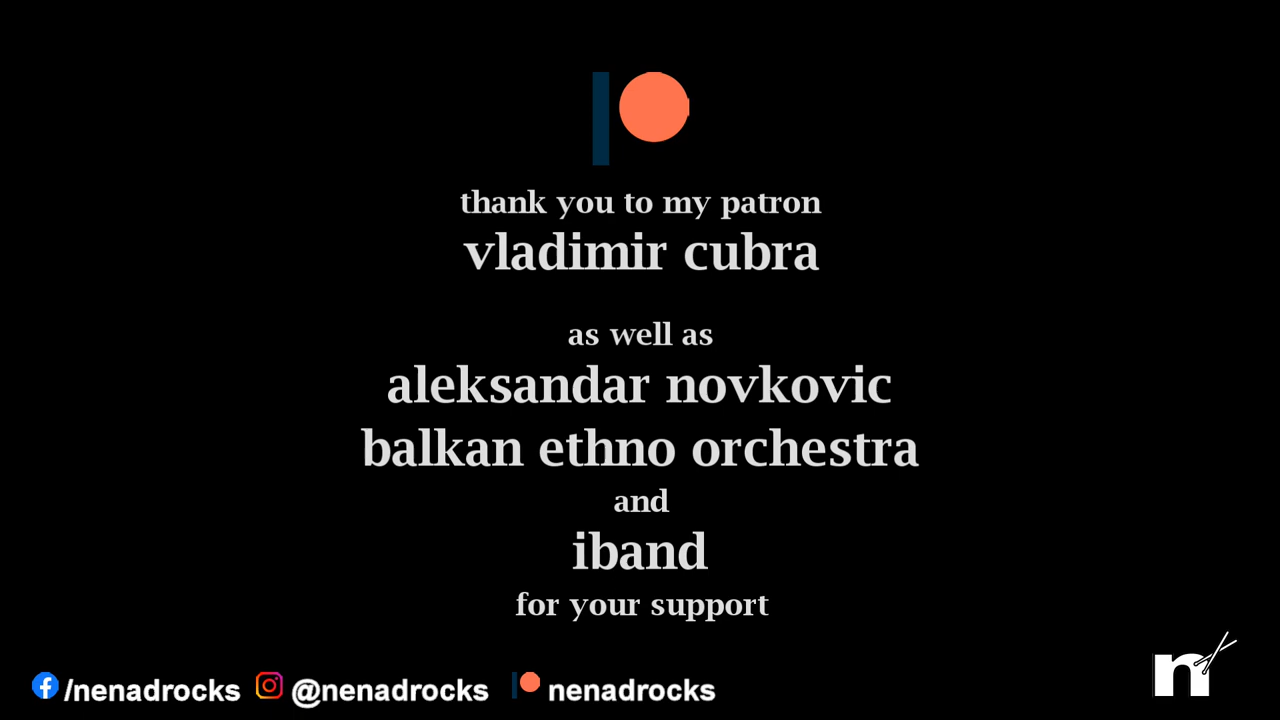 thank you to my patron
vladimir cubra
as well as
aleksandar novkovic
balkan ethno orchestra
and
iband
for your support
/nenadrocks @nenadrocks nenadrocks
n